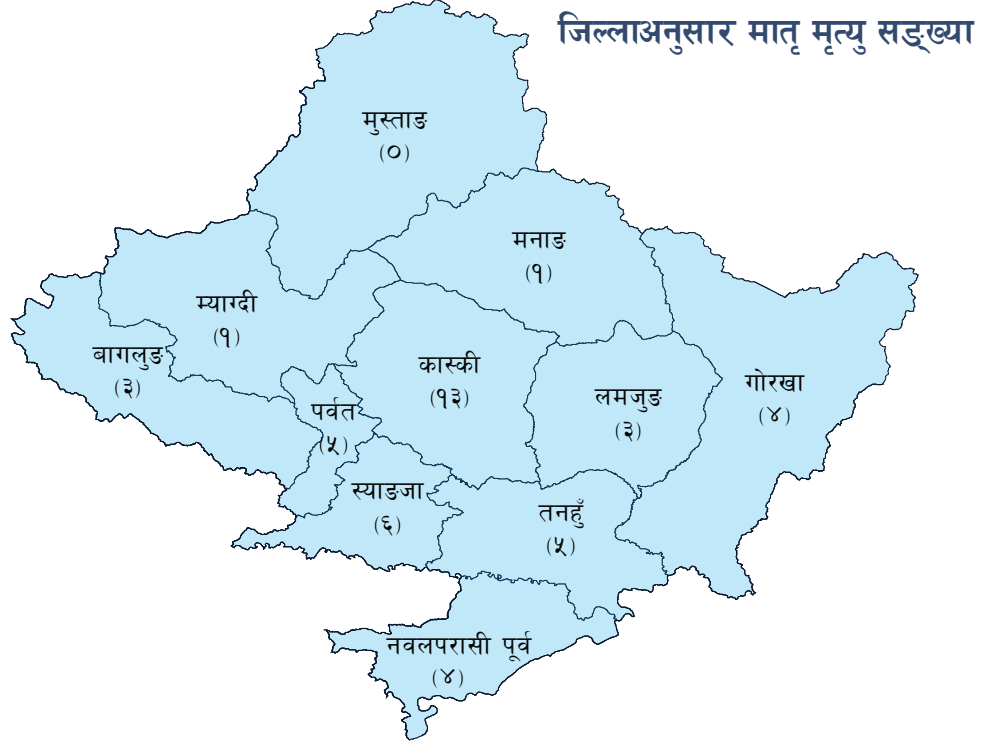 जिल्लाअनुसार मातृ मृत्यु सङ्ख्या
मुस्ताङ
(०)
मनाङ
(१)
म्याग्दी
(१)
बागलुङ
(३)
कास्की
(१३)
लमजुङ
(३)
गोरखा
(४)
पर्वत
(५)
स्याङजा
(६)
तनहुँ
(५)
नवलपरासी पूर्व
(४)